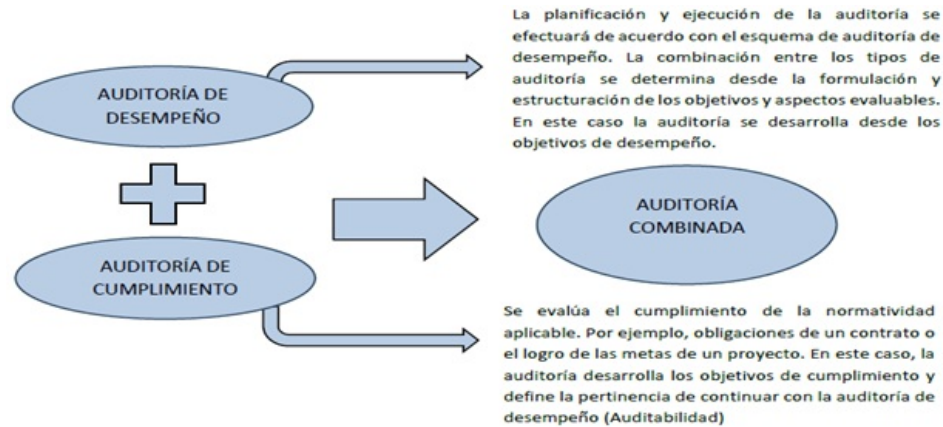 La planificación y ejecución de la auditoría se
efectuará de acuerdo con el esquema de auditoría de
desempeño. La combinación entre los tipos de
auditoría se determina desde la formulación y
estructuración de los objetivos y aspectos evaluables.
En este caso la auditoría se desarrolla desde los
objetivos de desempeño.
AUDITORÍA DE
DESEMPEÑO
AUDITORÍA
COMBINADA
AUDITORÍA DE
CUMPLIMIENTO
Se evalúa el cumplimiento de la normatividad
aplicable. Por ejemplo, obligaciones de un contrato o
el logro de las metas de un proyecto. En este caso, la
auditoría desarrolla los objetivos de cumplimiento y
define la pertinencia de continuar con la auditoría de
desempeño (Auditabilidad)